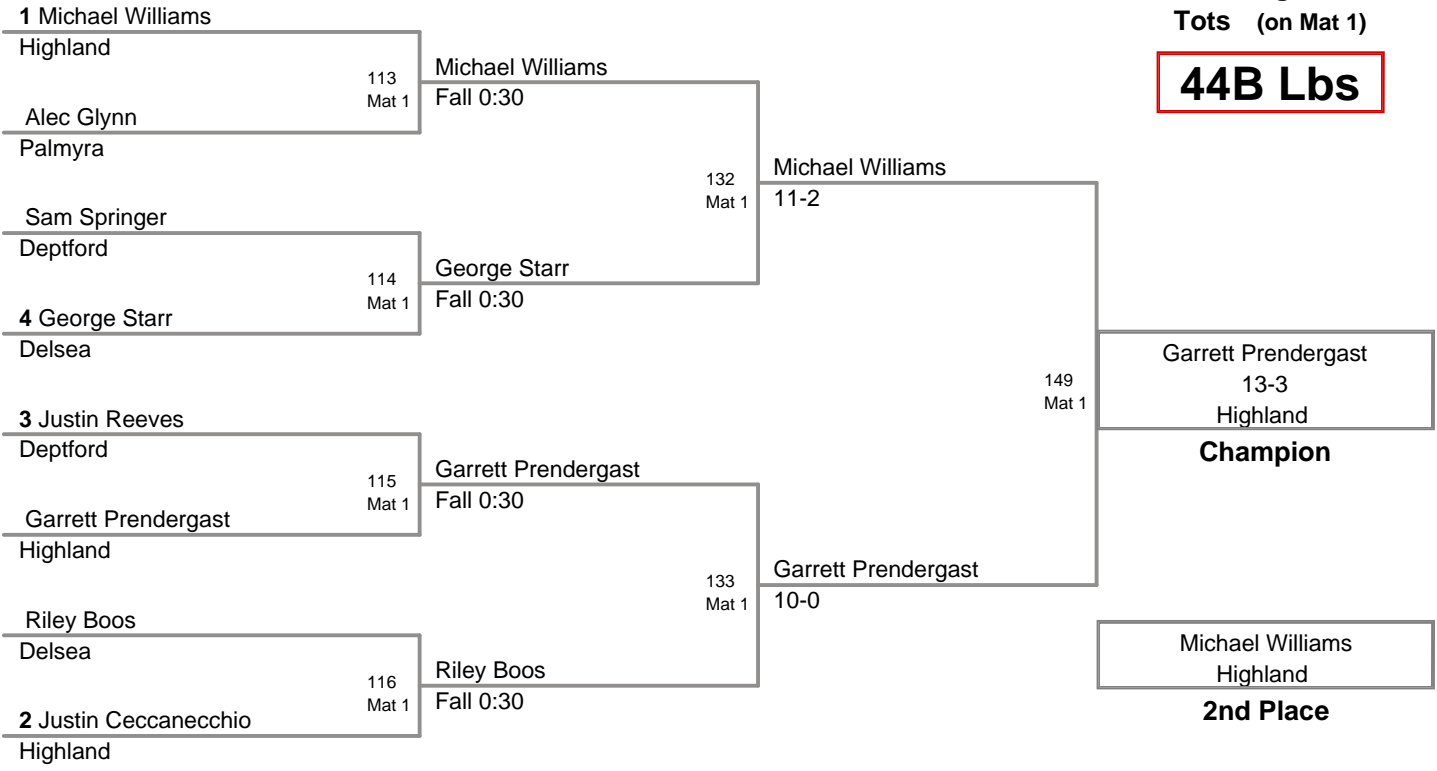 Tots (on Mat 1)
44B Lbs
1 Michael Williams
Highland
113
Mat 1
Alec Glynn
Palmyra
Michael Williams
Fall 0:30
Sam Springer
Deptford
114
Mat 1
4 George Starr
Delsea
George Starr
Fall 0:30
132
Mat 1
Michael Williams
11-2
3 Justin Reeves
Deptford
115
Mat 1
Garrett Prendergast
Highland
Garrett Prendergast
Fall 0:30
Riley Boos
Delsea
116
Mat 1
2 Justin Ceccanecchio
Highland
Riley Boos
Fall 0:30
133
Mat 1
Garrett Prendergast
10-0
149
Mat 1
Garrett Prendergast
13-3
Highland
Champion
Michael Williams
Highland
2nd Place